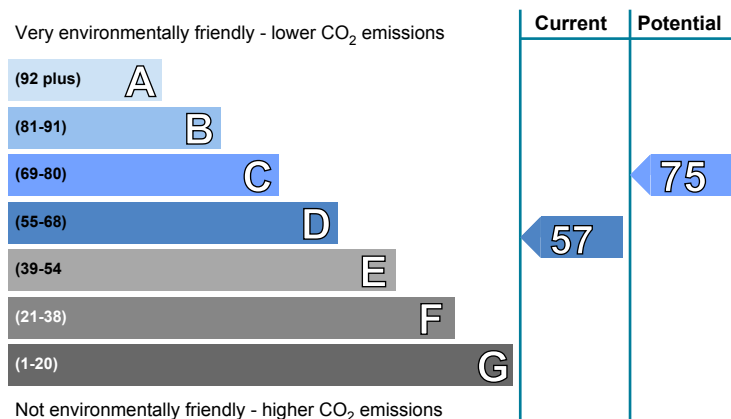 Very environmentally friendly - lower CO2 emissions
Current
Potential
(92 plus) A
(81-91) B
(69-80) C
75
(55-68) D
57
(39-54 E
(21-38) F
(1-20) G
Not environmentally friendly - higher CO2 emissions